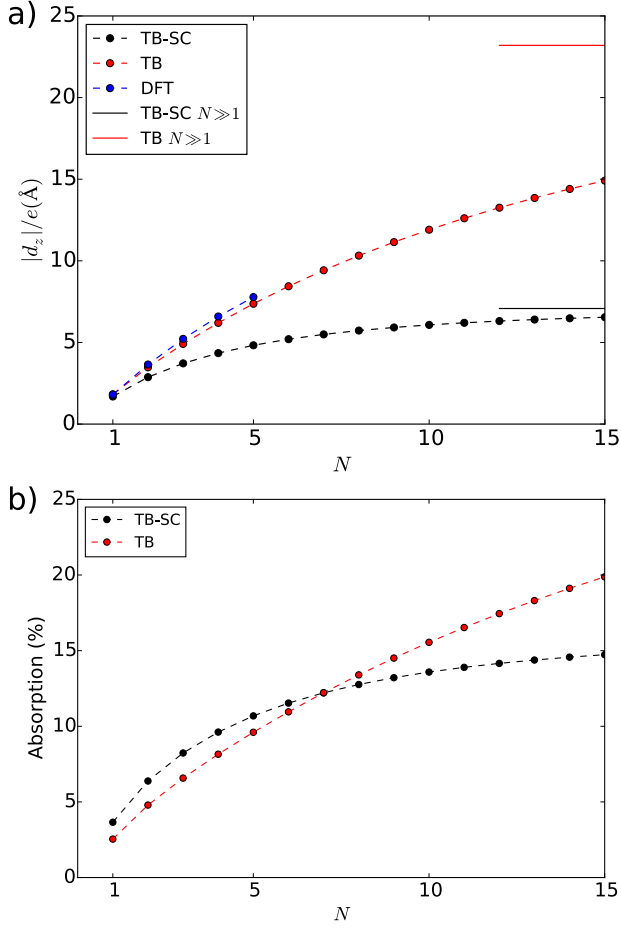 a)
25
20
15
10
5
0
|d_z|/e(Å)
TB-SC
TB
DFT
TB-SC N≫1
TB N≫1
1 5 10 15
N
b)
25
20
15
10
5
0
Absorption (%)
TB-SC
TB
1 5 10 15
N